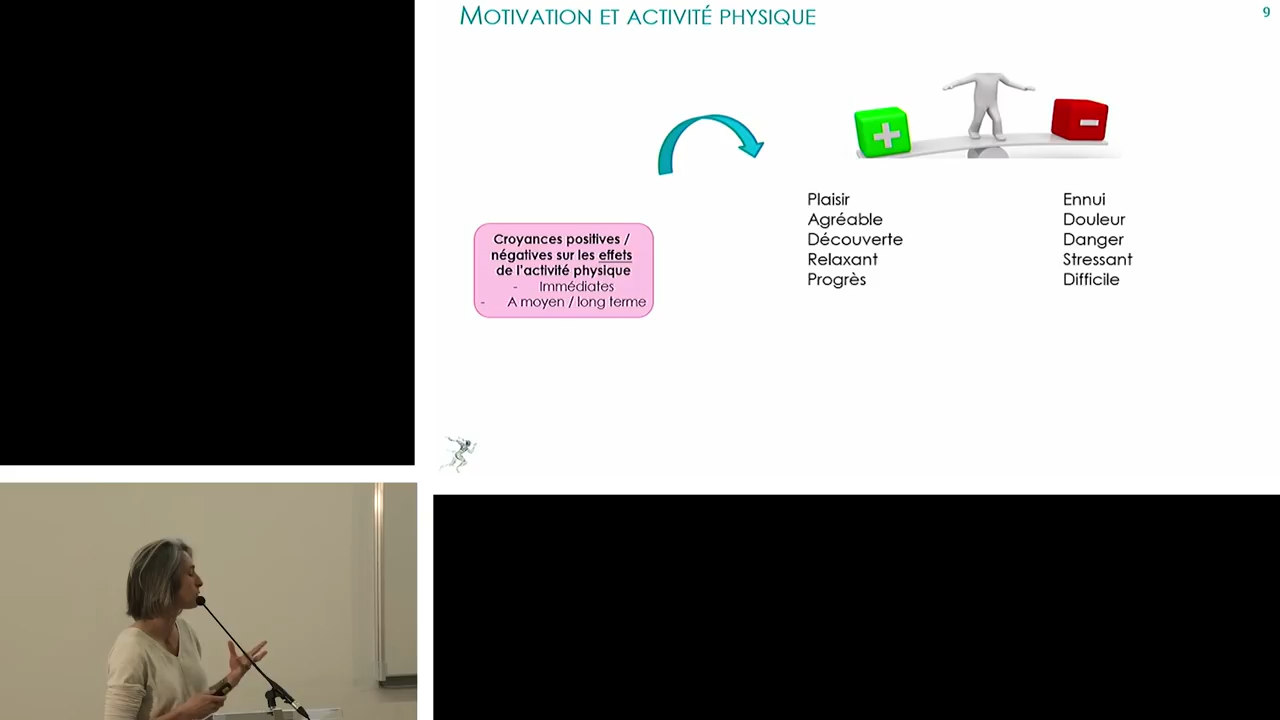 MOTIVATION ET ACTIVITÉ PHYSIQUE
9
Croyances positives /
négatives sur les effets
de l'activité physique
- Immédiates
- A moyen / long terme
Plaisir
Agréable
Découverte
Relaxant
Progrès
Ennui
Douleur
Danger
Stressant
Difficile